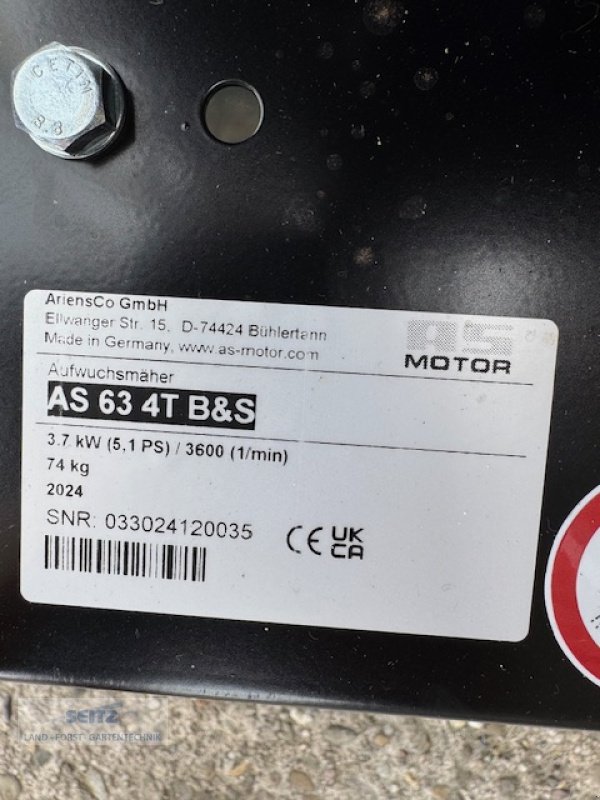 CETIN
8.8
AriensCo GmbH
Ellwanger Str. 15, D-74424 Bühlertann
Made in Germany, www.as-motor.com
AS
MOTOR
Aufwuchsmäher
AS 63 4T B&S
3.7 kW (5,1 PS) / 3600 (1/min)
74 kg
2024
SNR: 033024120035
CE UK
CA
SEITZ
LAND - FORST - GARTENTECHNIK